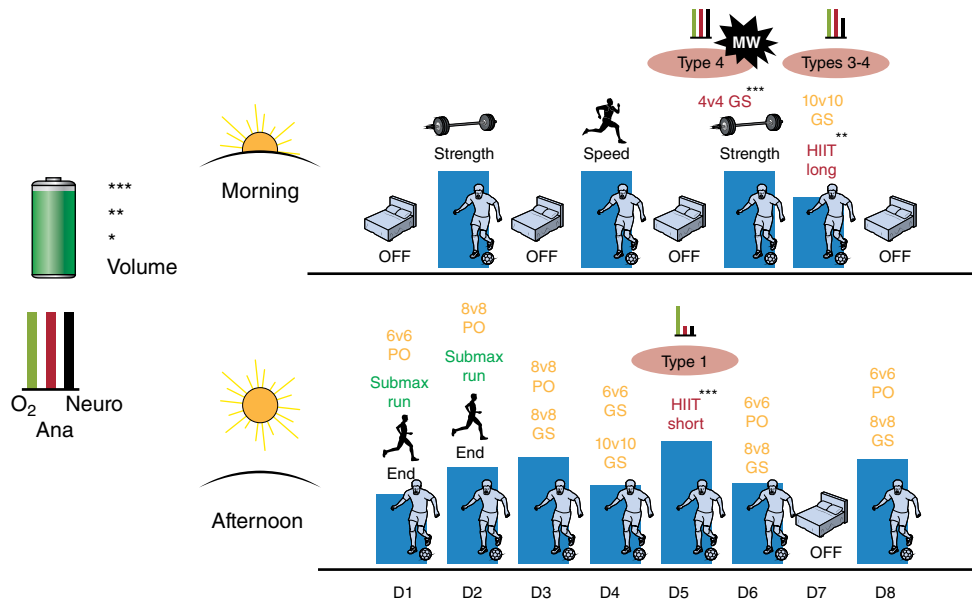 MW
Type 4
Types 3-4
4v4 GS***
10v10
GS
**
HIIT
long
Strength
Speed
Strength
Morning
***
**
*
Volume
OFF
OFF
OFF
OFF
O2 Neuro
Ana
Afternoon
6v6
PO
Submax
run
End
8v8
PO
Submax
run
End
8v8
PO
8v8
GS
6v6
GS
10v10
GS
Type 1
HIIT***
short
6v6
PO
8v8
GS
OFF
6v6
PO
8v8
GS
D1 D2 D3 D4 D5 D6 D7 D8